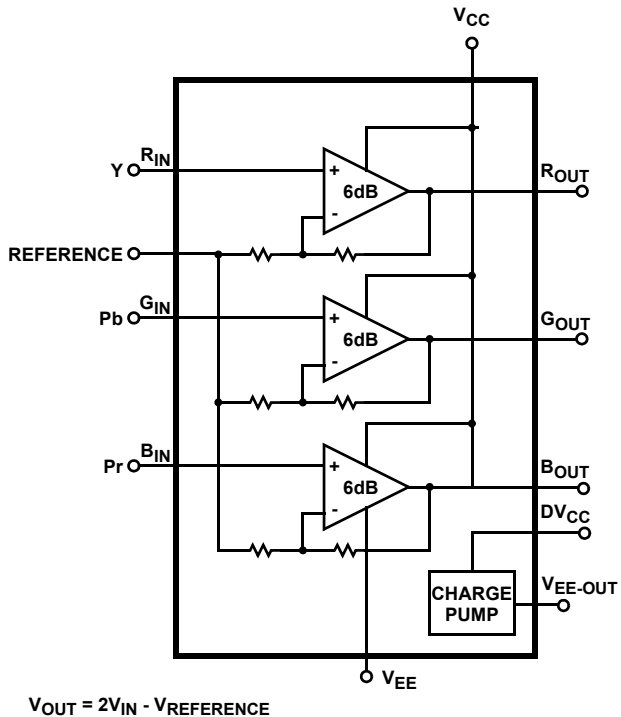 VCC
RIN
Y
+
6dB
-
ROUT
REFERENCE
GIN
Pb
+
6dB
-
GOUT
BIN
Pr
+
6dB
-
BOUT
DVCC
CHARGE
PUMP
VEE-OUT
VEE
VOUT = 2VIN - VREFERENCE